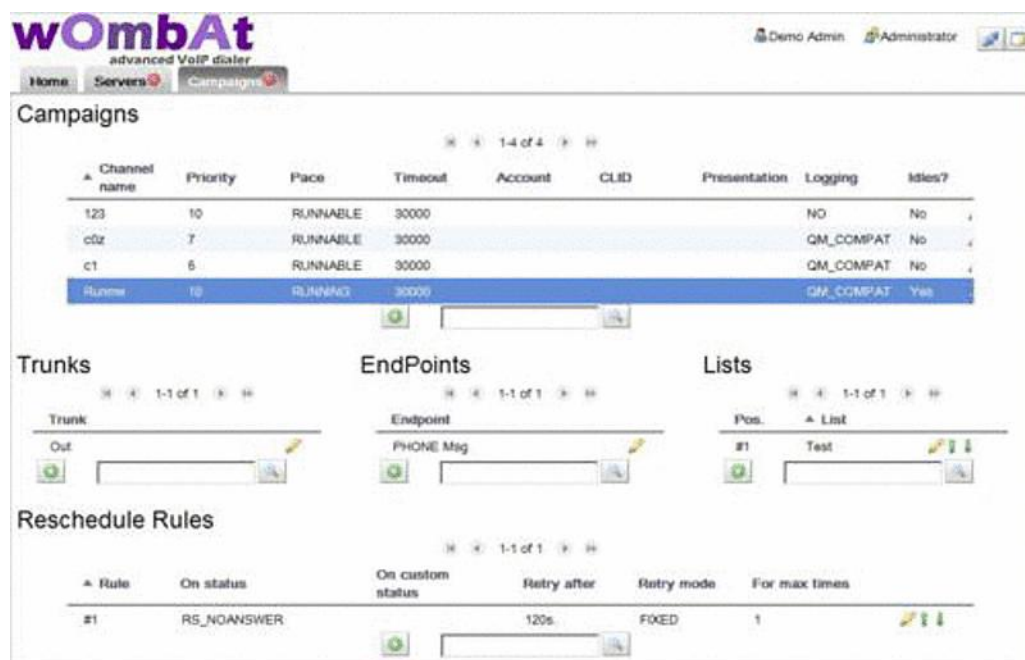 wOmbAt
advanced VoIP dialer
Demo Admin Administrator
Home Servers Campaigns
Campaigns
1-4 of 4
Channel name Priority Pace Timeout Account CLID Presentation Logging Idles?
123 10 RUNNABLE 30000 NO No
c0z 7 RUNNABLE 30000 QM_COMPAT No
c1 6 RUNNABLE 30000 QM_COMPAT No
10 RUNNING 30000 QM_COMPAT Yes
Trunks EndPoints Lists
1-1 of 1 1-1 of 1 1-1 of 1
Trunk Endpoint Pos. List
Out PHONE Msg #1 Test
Reschedule Rules
1-1 of 1
Rule On status On custom status Retry after Retry mode For max times
#1 RS_NOANSWER 120s. FIXED 1